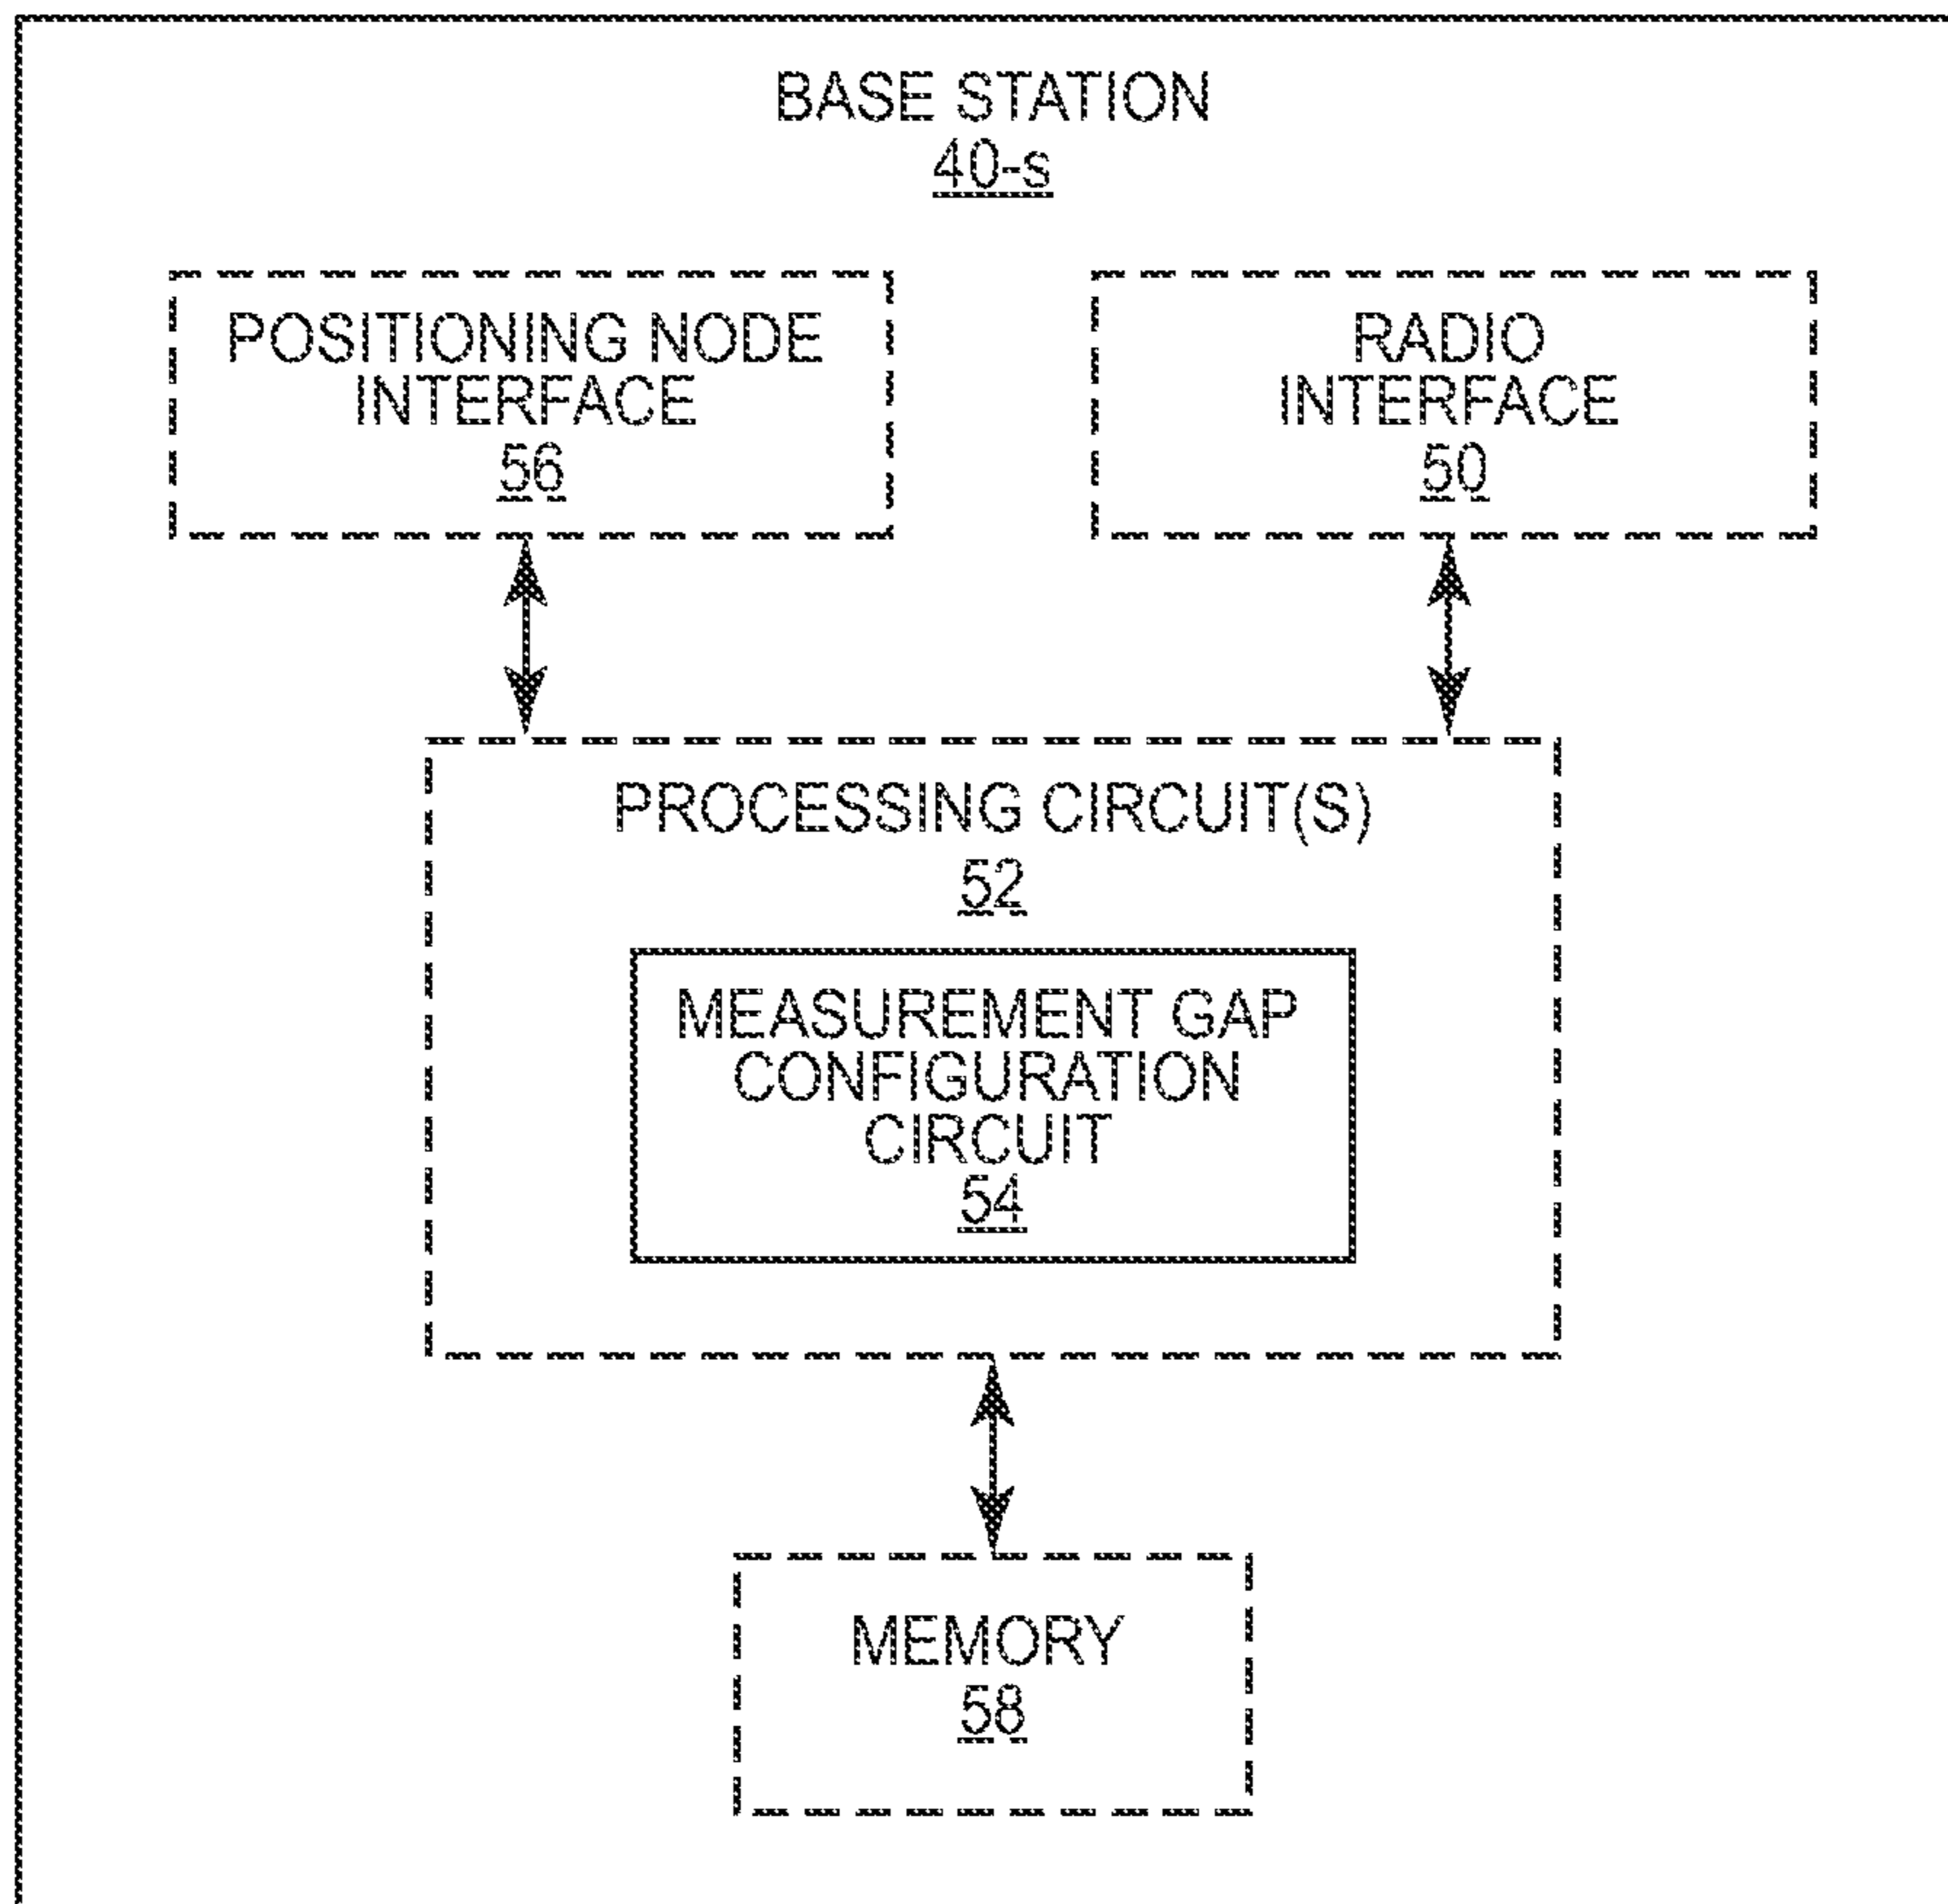 BASE STATION
40-s
POSITIONING NODE
INTERFACE
56
RADIO
INTERFACE
50
PROCESSING CIRCUIT(S)
52
MEASUREMENT GAP
CONFIGURATION
CIRCUIT
54
MEMORY
58